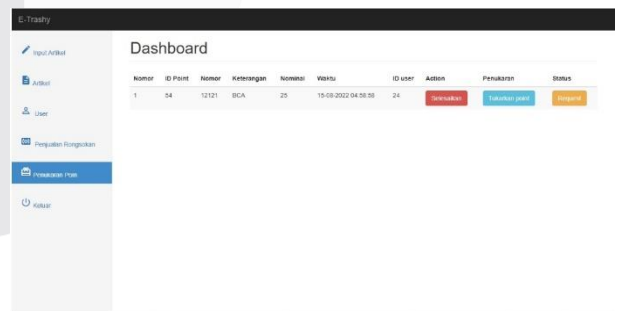 E-Trashy
Dashboard
Input Artikel
Artikel
User
Penjualan Rongsokan
Penukaran Poin
Keluar
Nomor ID Point Nomor Keterangan Nominal Waktu ID user Action Penukaran Status
1 54 12121 BCA 25 15-08-2022 04:58:58 24 Selesaikan Tukarkan point Request